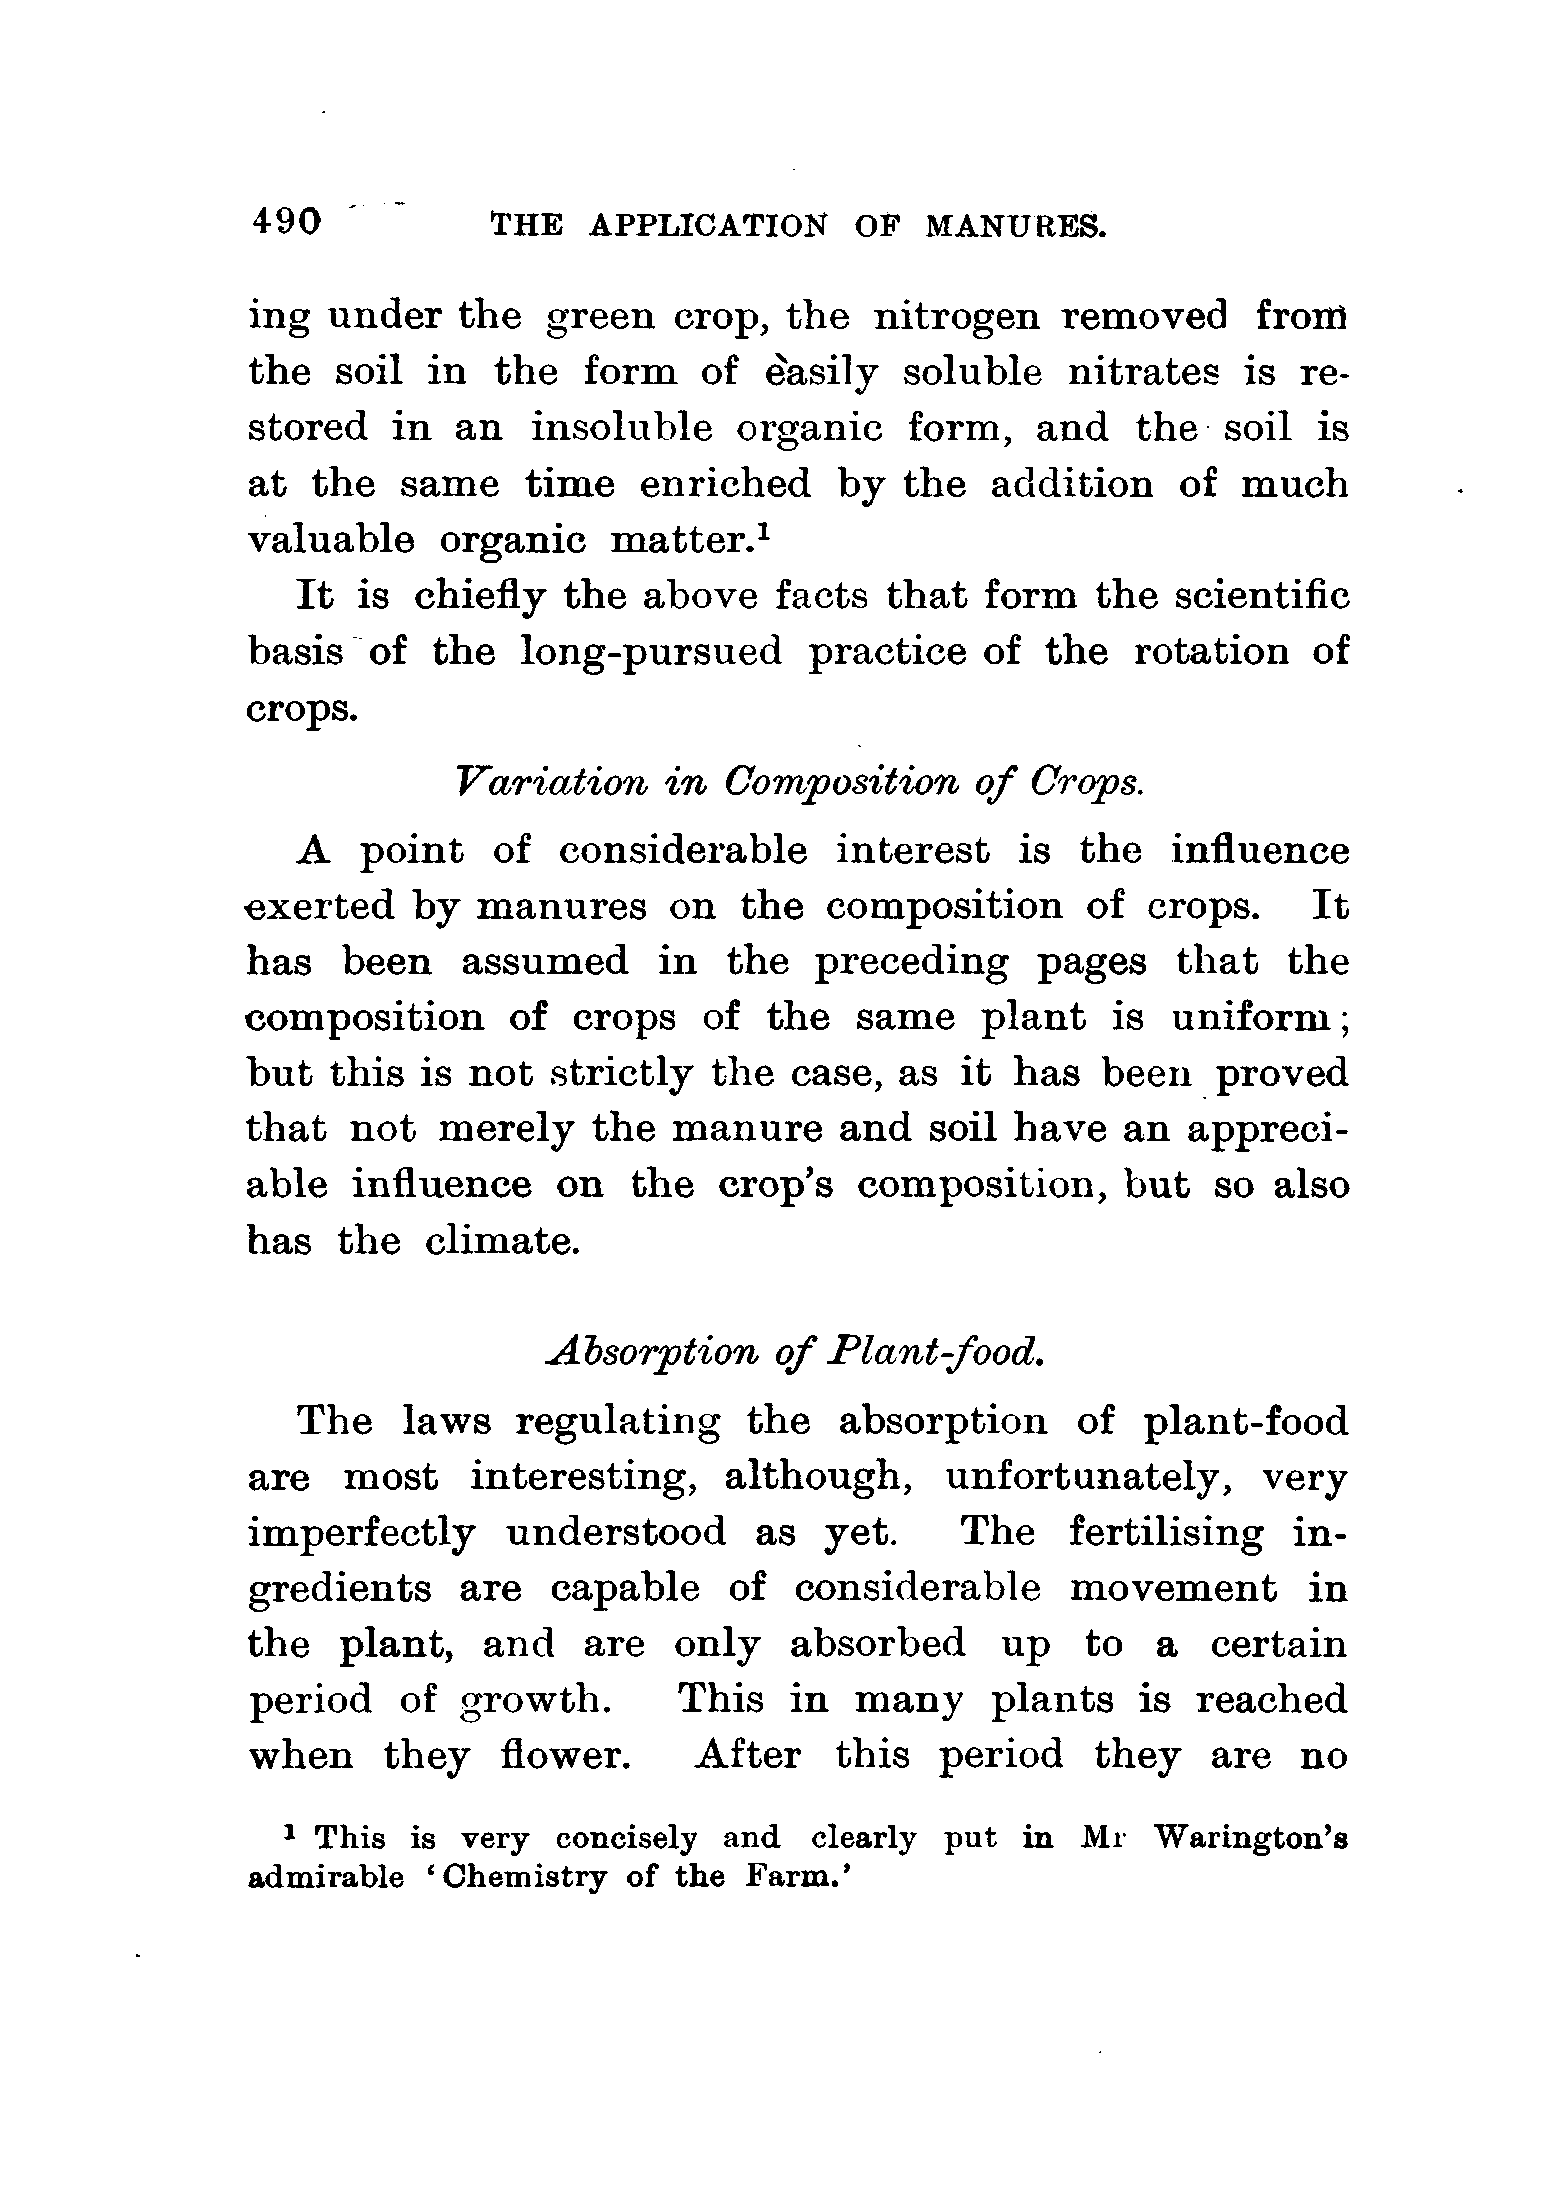 490 THE APPLICATION OF MANURES.
ing under the green crop, the nitrogen removed from
the soil in the form of easily soluble nitrates is re-
stored in an insoluble organic form, and the soil is
at the same time enriched by the addition of much
valuable organic matter.¹
It is chiefly the above facts that form the scientific
basis of the long-pursued practice of the rotation of
crops.
Variation in Composition of Crops.
A point of considerable interest is the influence
exerted by manures on the composition of crops. It
has been assumed in the preceding pages that the
composition of crops of the same plant is uniform;
but this is not strictly the case, as it has been proved
that not merely the manure and soil have an appreci-
able influence on the crop's composition, but so also
has the climate.
Absorption of Plant-food.
The laws regulating the absorption of plant-food
are most interesting, although, unfortunately, very
imperfectly understood as yet. The fertilising in-
gredients are capable of considerable movement in
the plant, and are only absorbed up to a certain
period of growth. This in many plants is reached
when they flower. After this period they are no
¹ This is very concisely and clearly put in Mr Warington's
admirable 'Chemistry of the Farm.'